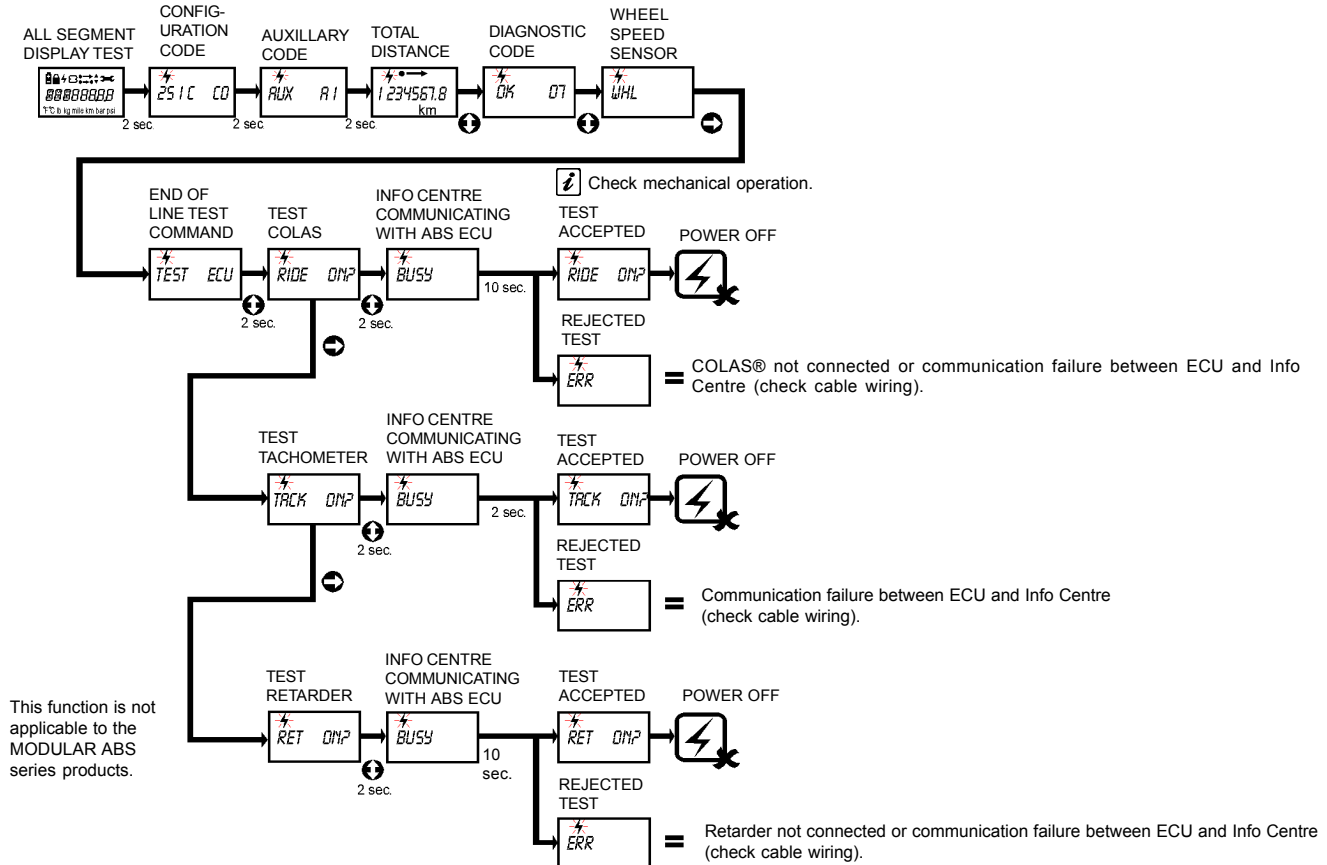 ALL SEGMENT
DISPLAY TEST
CONFIG-
URATION
CODE
AUXILLARY
CODE
TOTAL
DISTANCE
DIAGNOSTIC
CODE
WHEEL
SPEED
SENSOR
88888888
°F°C lb kg mile km bar psi
251C C0
AUX A1
1234567.8
km
OK 07
WHL
2 sec.
2 sec
2 sec.
i Check mechanical operation.
END OF
LINE TEST
COMMAND
TEST
COLAS
INFO CENTRE
COMMUNICATING
WITH ABS ECU
TEST
ACCEPTED
POWER OFF
TEST ECU
RIDE ON?
BUSY
RIDE ON?
2 sec.
2 sec.
10 sec.
REJECTED
TEST
ERR
= COLAS® not connected or communication failure between ECU and Info
Centre (check cable wiring).
TEST
TACHOMETER
INFO CENTRE
COMMUNICATING
WITH ABS ECU
TEST
ACCEPTED
POWER OFF
TACK ON?
BUSY
TACK ON?
2 sec.
2 sec.
REJECTED
TEST
ERR
= Communication failure between ECU and Info Centre
(check cable wiring).
This function is not
applicable to the
MODULAR ABS
series products.
TEST
RETARDER
INFO CENTRE
COMMUNICATING
WITH ABS ECU
TEST
ACCEPTED
POWER OFF
RET ON?
BUSY
RET ON?
2 sec.
10
sec.
REJECTED
TEST
ERR
= Retarder not connected or communication failure between ECU and Info Centre
(check cable wiring).